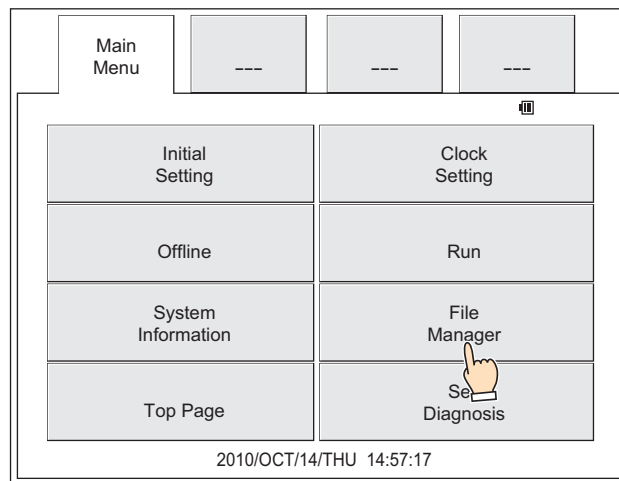 Main
Menu
---
---
---
Initial
Setting
Clock
Setting
Offline
Run
System
Information
File
Manager
Top Page
Se
Diagnosis
2010/OCT/14/THU 14:57:17